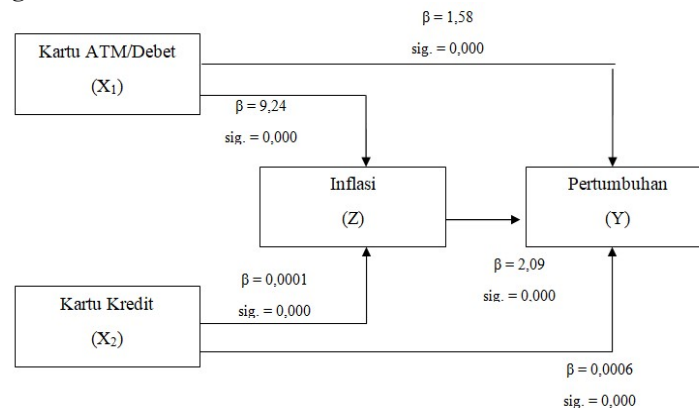 β = 1,58
sig. = 0,000
Kartu ATM/Debet
(X₁)
β = 9,24
sig. = 0,000
Inflasi
(Z)
Pertumbuhan
(Y)
β = 2,09
sig. = 0.000
β = 0,0001
sig. = 0,000
Kartu Kredit
(X₂)
β = 0,0006
sig. = 0,000